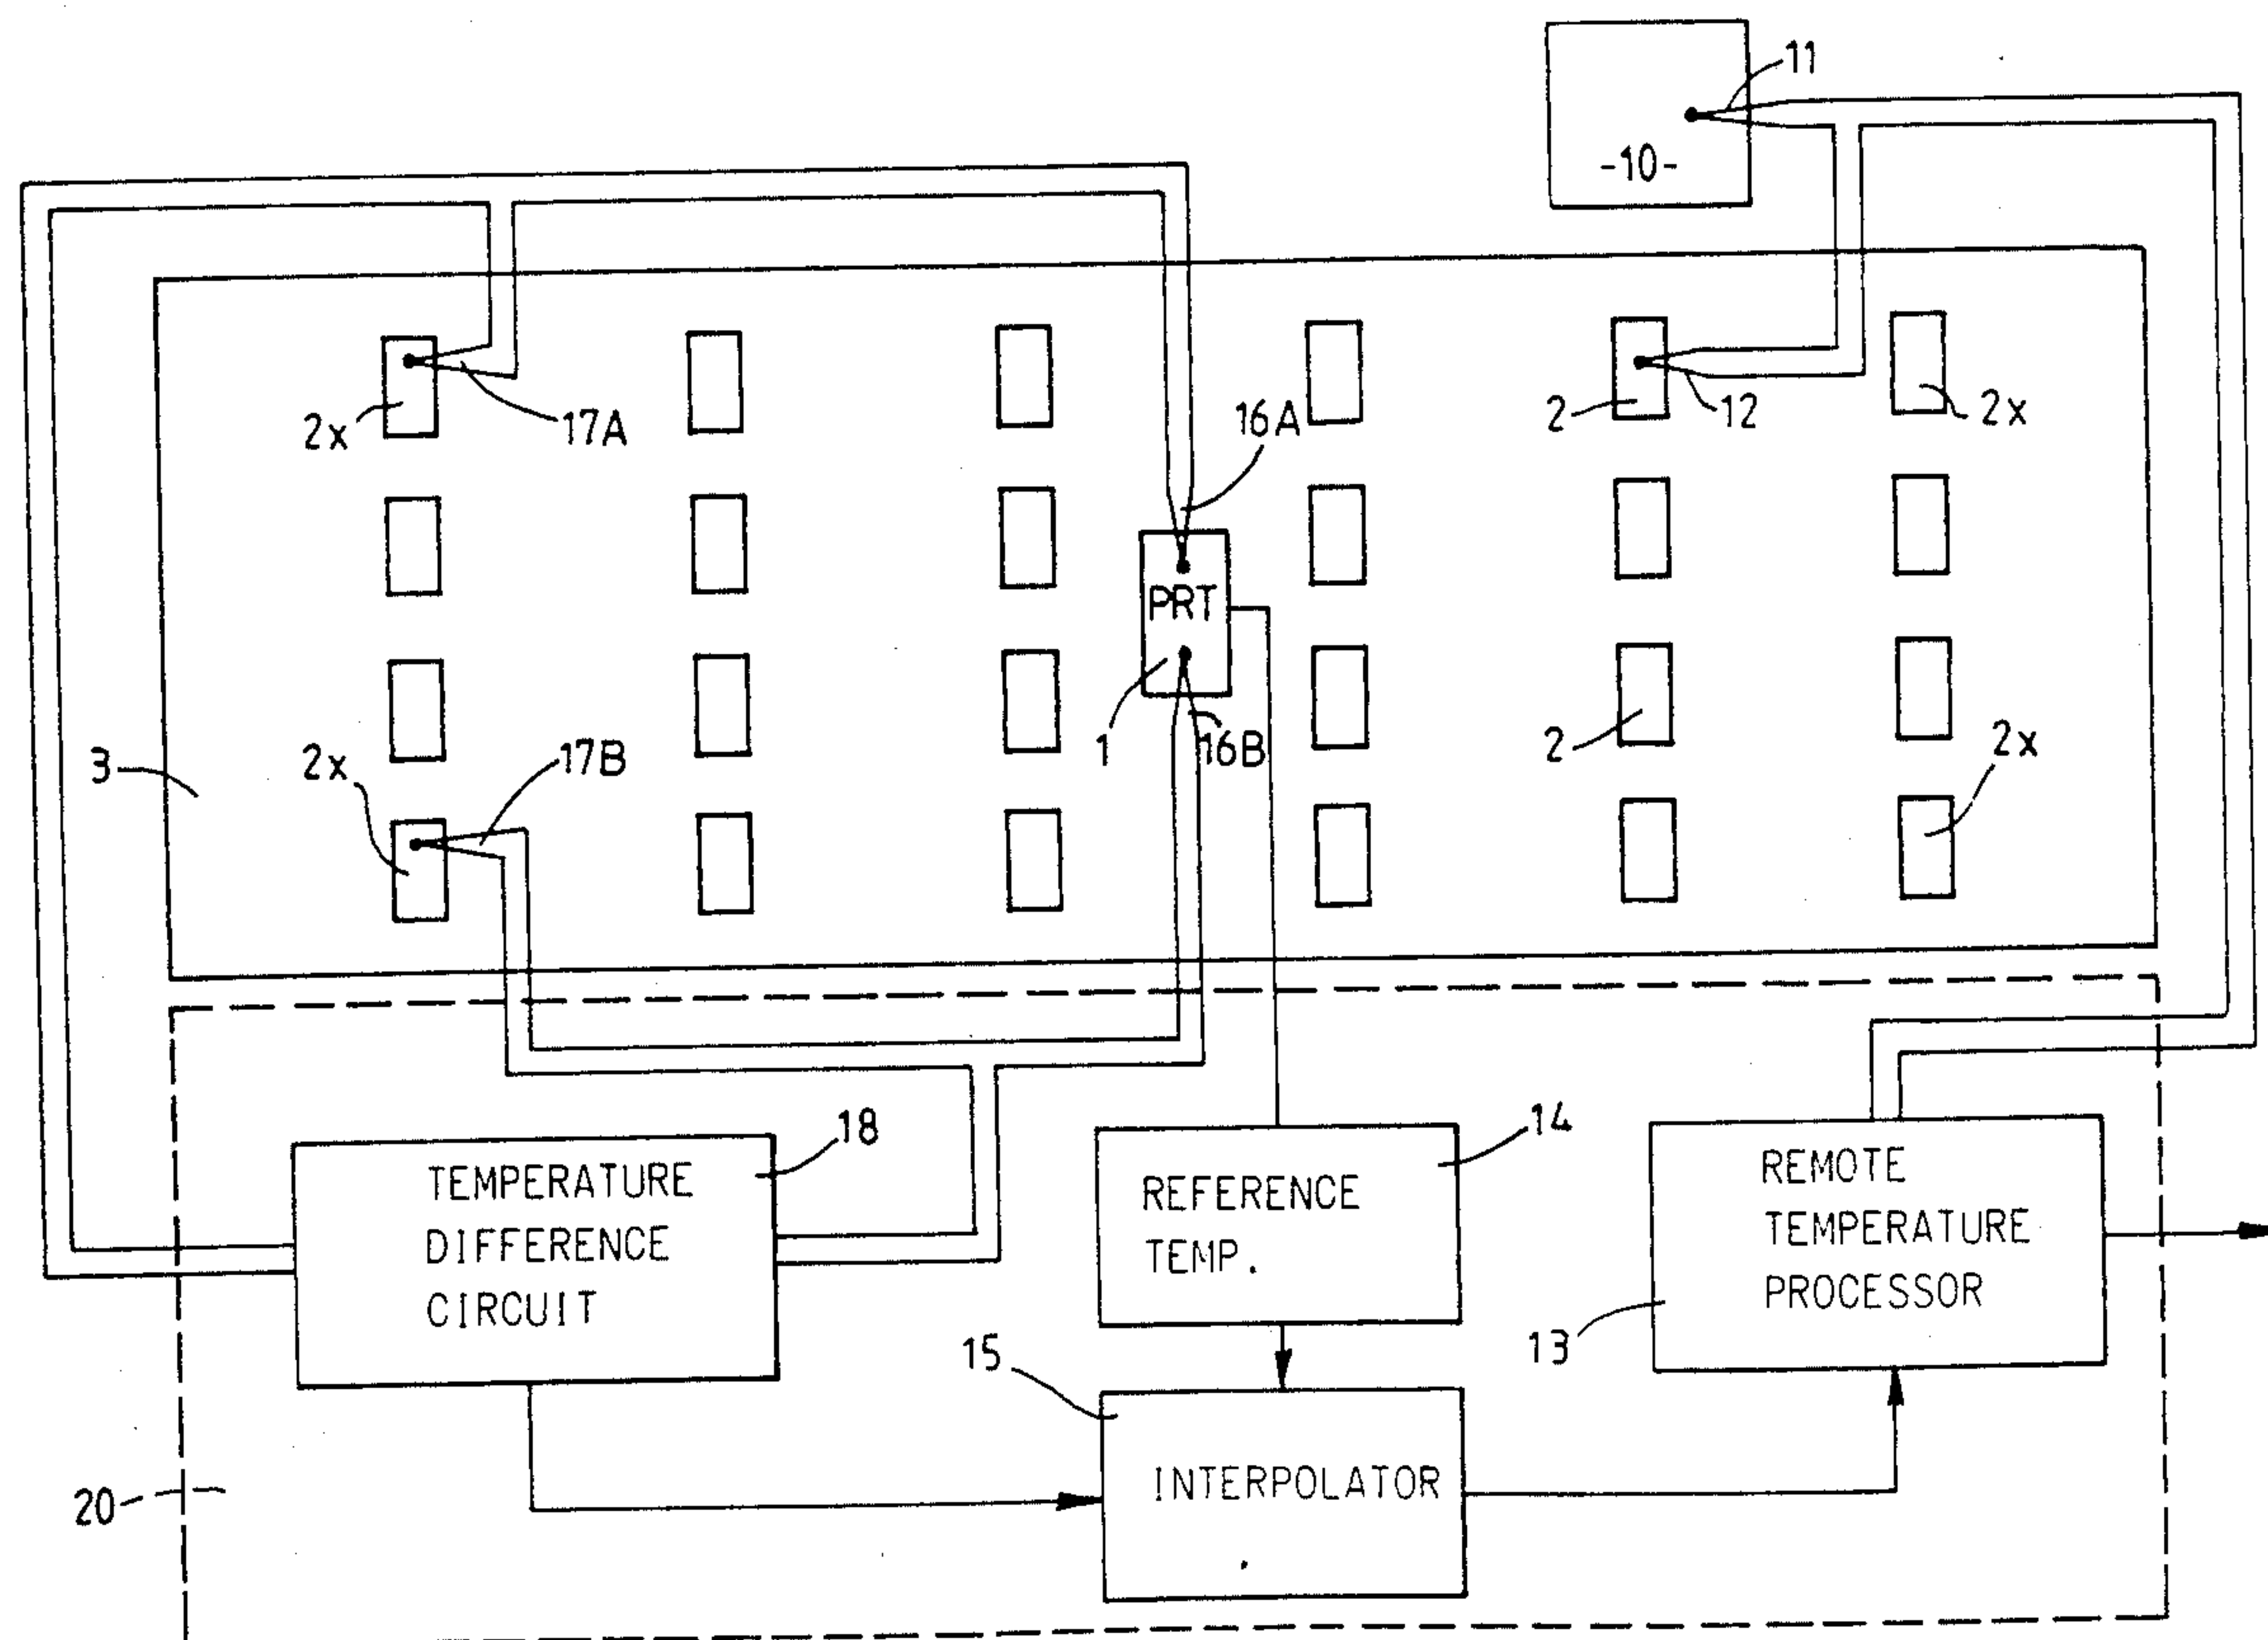 11
-10-
2x
17A
16A
2
12
2x
PRT
3
2x
17B
1
16B
2
2x
18
14
TEMPERATURE
DIFFERENCE
CIRCUIT
REFERENCE
TEMP.
REMOTE
TEMPERATURE
PROCESSOR
15
13
INTERPOLATOR
20